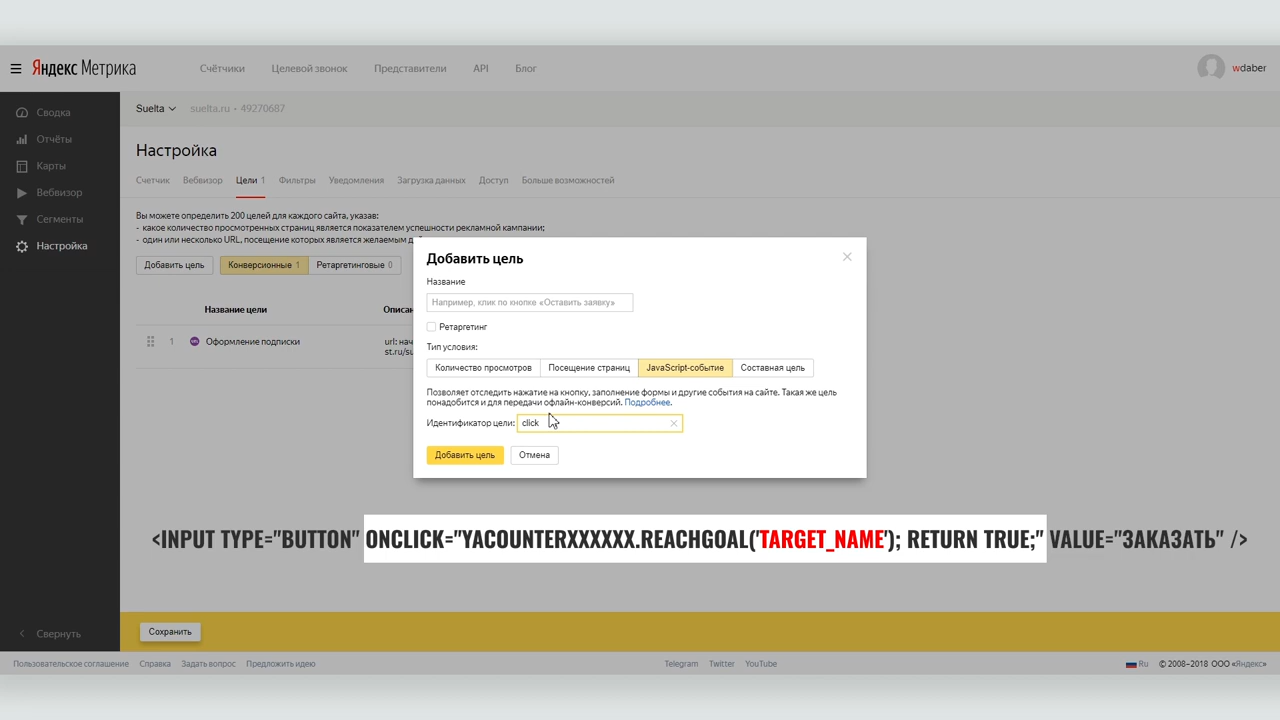 Яндекс Метрика
Счётчики
Целевой звонок
Представители
API
Блог
wdaber
Сводка
Отчёты
Карты
Вебвизор
Сегменты
Настройка
Свернуть
Suelta
suelta.ru • 49270687
Настройка
Счетчик
Вебвизор
Цели 1
Фильтры
Уведомления
Загрузка данных
Доступ
Больше возможностей
Вы можете определить 200 целей для каждого сайта, указав:
- какое количество просмотренных страниц является показателем успешности рекламной кампании;
- один или несколько URL, посещение которых является желаемым
Добавить цель
Конверсионные 1
Ретаргетинговые 0
Название цели
Описан
1
Оформление подписки
url: нач
st.ru/su
Добавить цель
Название
Например, клик по кнопке «Оставить заявку»
Ретаргетинг
Тип условия:
Количество просмотров
Посещение страниц
JavaScript-событие
Составная цель
Позволяет отследить нажатие на кнопку, заполнение формы и другие события на сайте. Такая же цель
понадобится и для передачи офлайн-конверсий. Подробнее.
Идентификатор цели:
click
Добавить цель
Отмена
<INPUT TYPE="BUTTON" ONCLICK="YACOUNTERXXXXXX.REACHGOAL('TARGET_NAME'); RETURN TRUE;" VALUE="ЗАКАЗАТЬ" />
Сохранить
Пользовательское соглашение
Справка
Задать вопрос
Предложить идею
Telegram
Twitter
YouTube
Ru
© 2008–2018 ООО «Яндекс»